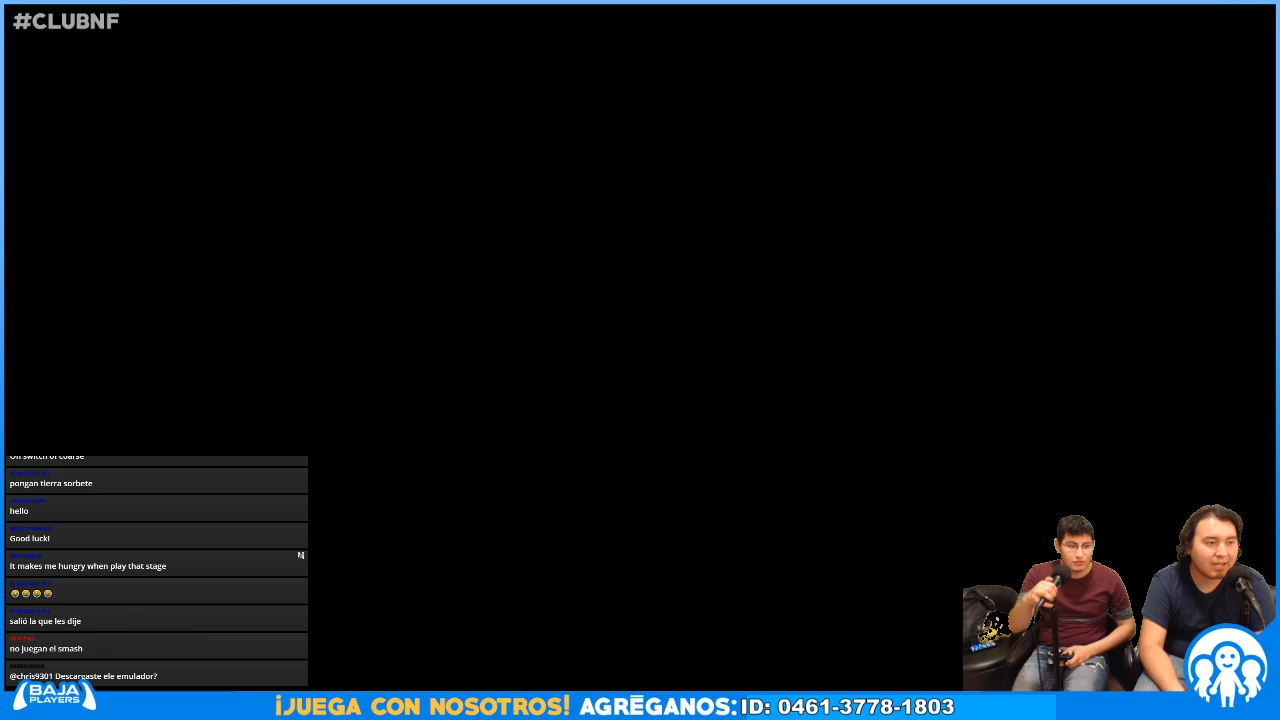 #CLUBNF
On switch of coarse
pongan tierra sorbete
hello
Good luck!
It makes me hungry when play that stage
salió la que les dije
no juegan el smash
@chris9301 Descargaste ele emulador?
BAJA
PLAYERS
¡JUEGA CON NOSOTROS! AGRÉGANOS: ID: 0461-3778-1803